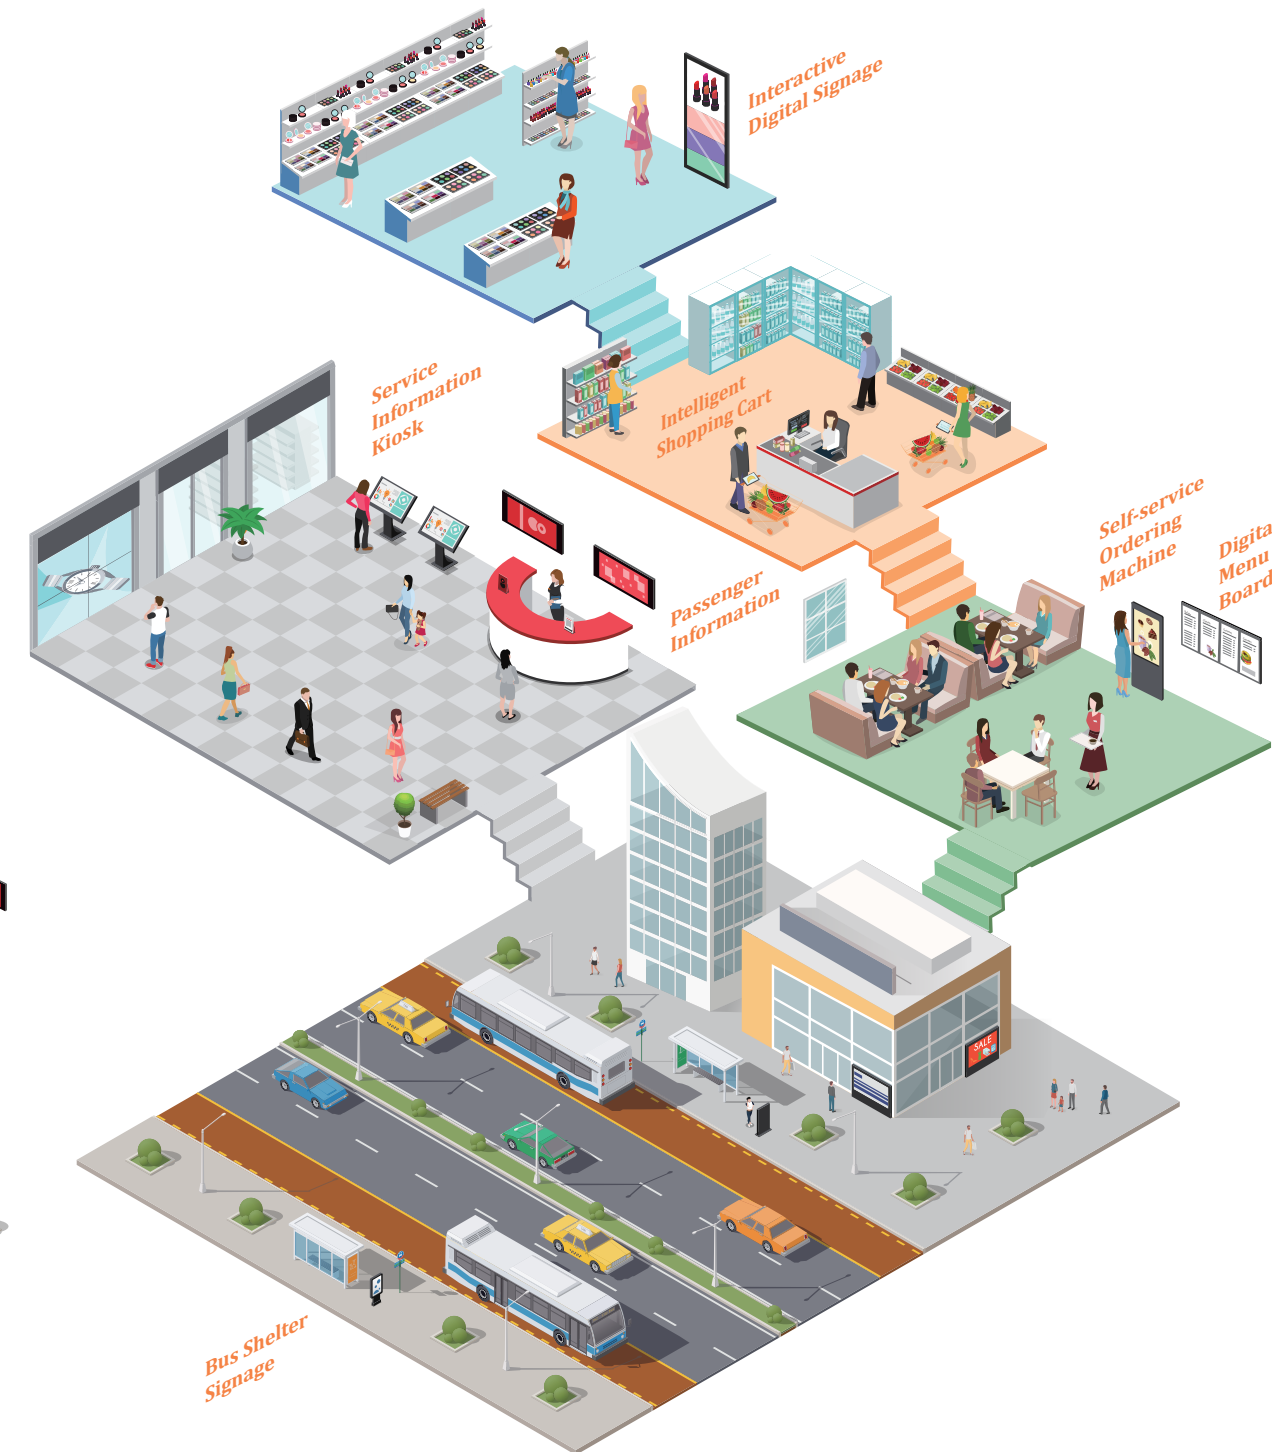 Interactive
Digital Signage
Service
Information
Kiosk
Intelligent
Shopping Cart
Self-service
Ordering
Machine
Digita
Menu
Board
Passenger
Information
SALE
Bus Shelter
Signage